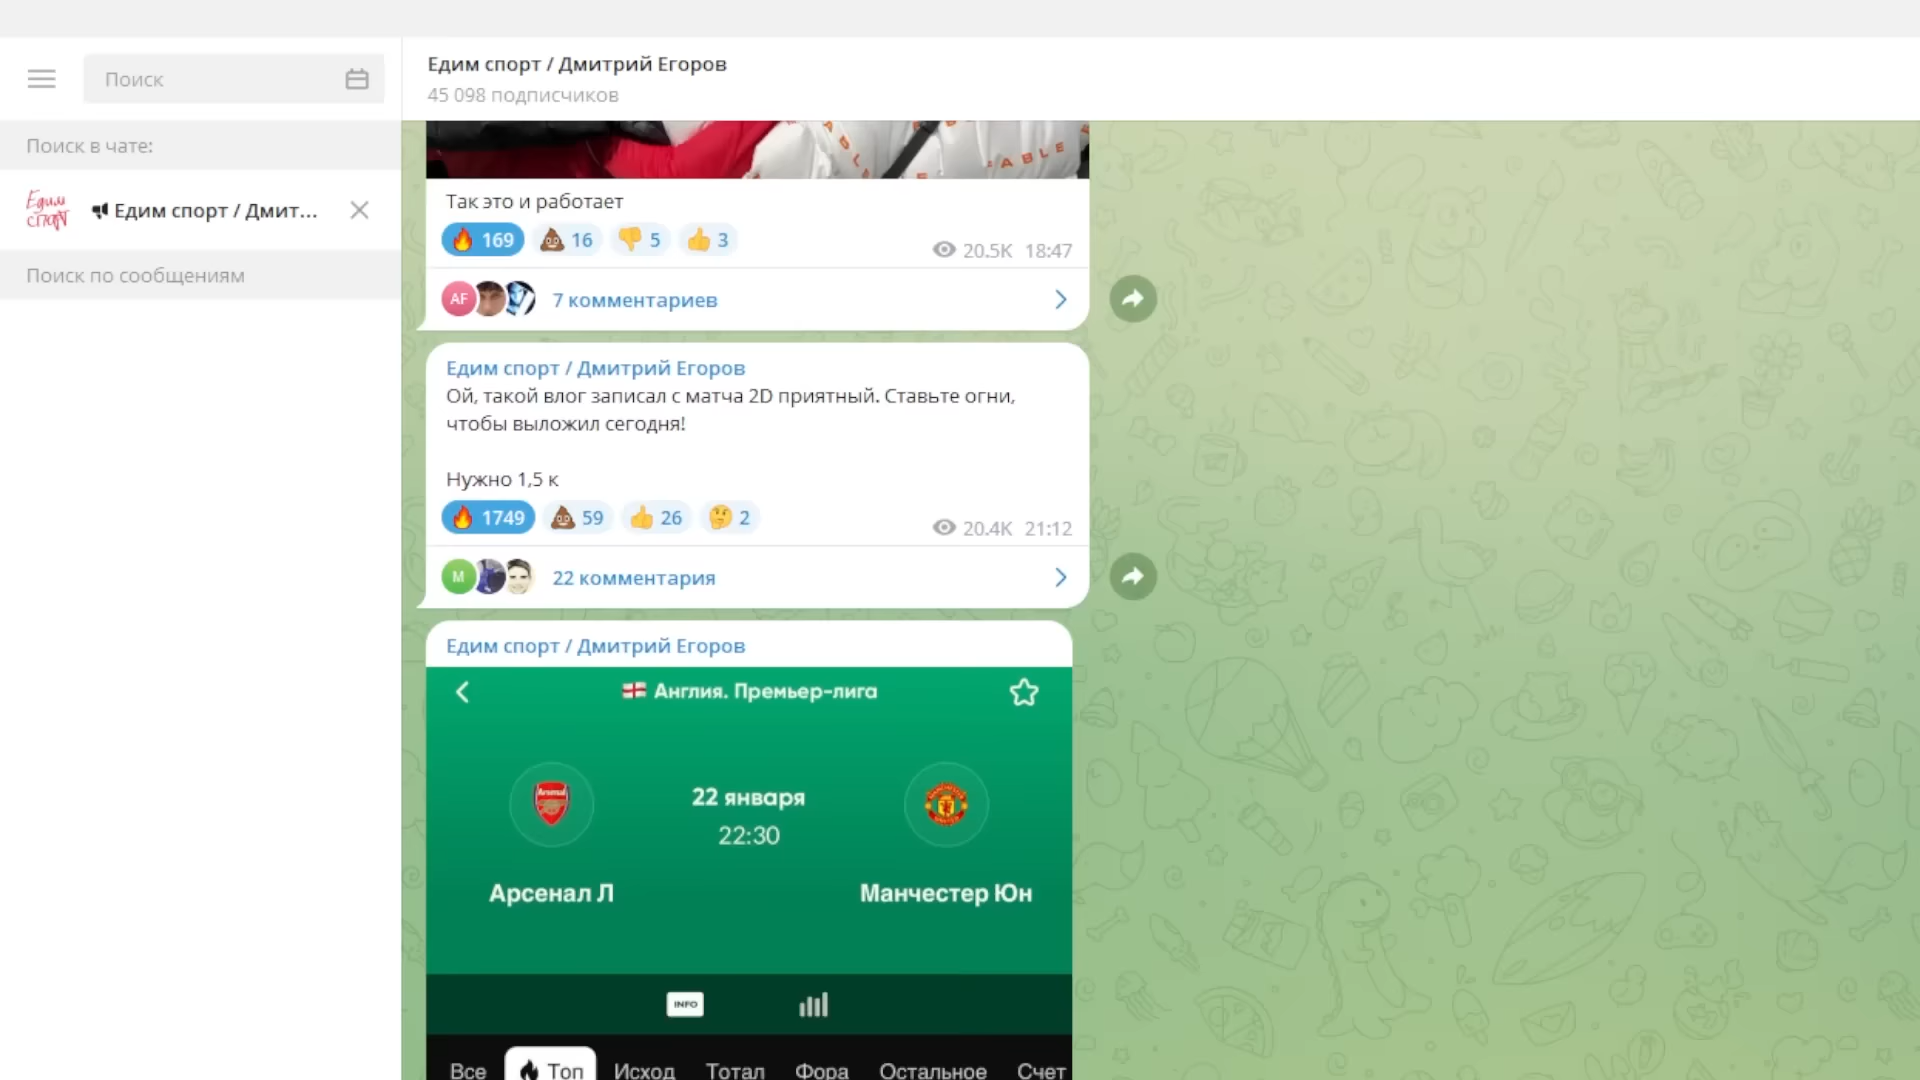 Поиск
Едим спорт / Дмитрий Егоров
45 098 подписчиков
Поиск в чате:
Едим
спорт
Едим спорт / Дмит...
Поиск по сообщениям
ABLE
Так это и работает
169 16 5 3
20.5K 18:47
AF
7 комментариев
Едим спорт / Дмитрий Егоров
Ой, такой влог записал с матча 2D приятный. Ставьте огни,
чтобы выложил сегодня!
Нужно 1,5 к
1749 59 26 2
20.4K 21:12
М
22 комментария
Едим спорт / Дмитрий Егоров
Англия. Премьер-лига
Arsenal
22 января
22:30
Арсенал Л
Манчестер Юн
INFO
Все Топ Исход Тотал Фора Остальное Счет